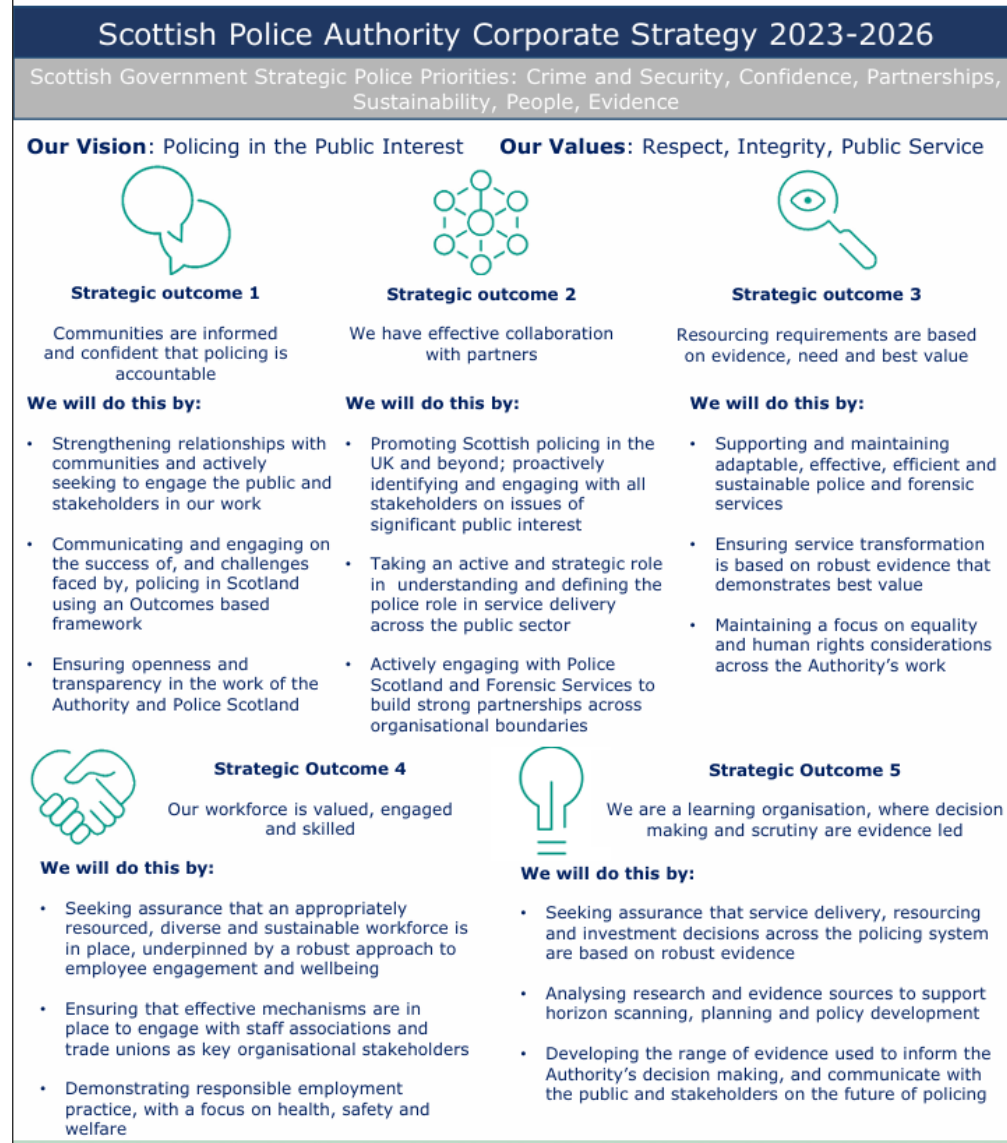 Scottish Police Authority Corporate Strategy 2023-2026
Scottish Government Strategic Police Priorities: Crime and Security, Confidence, Partnerships,
Sustainability, People, Evidence
Our Vision: Policing in the Public Interest
Our Values: Respect, Integrity, Public Service
Strategic outcome 1
Communities are informed
and confident that policing is
accountable
We will do this by:
• Strengthening relationships with
communities and actively
seeking to engage the public and
stakeholders in our work
• Communicating and engaging on
the success of, and challenges
faced by, policing in Scotland
using an Outcomes based
framework
• Ensuring openness and
transparency in the work of the
Authority and Police Scotland
Strategic outcome 2
We have effective collaboration
with partners
We will do this by:
• Promoting Scottish policing in the
UK and beyond; proactively
identifying and engaging with all
stakeholders on issues of
significant public interest
• Taking an active and strategic role
in  understanding and defining the
police role in service delivery
across the public sector
• Actively engaging with Police
Scotland and Forensic Services to
build strong partnerships across
organisational boundaries
Strategic outcome 3
Resourcing requirements are based
on evidence, need and best value
We will do this by:
• Supporting and maintaining
adaptable, effective, efficient and
sustainable police and forensic
services
• Ensuring service transformation
is based on robust evidence that
demonstrates best value
• Maintaining a focus on equality
and human rights considerations
across the Authority's work
Strategic Outcome 4
Our workforce is valued, engaged
and skilled
We will do this by:
• Seeking assurance that an appropriately
resourced, diverse and sustainable workforce is
in place, underpinned by a robust approach to
employee engagement and wellbeing
• Ensuring that effective mechanisms are in
place to engage with staff associations and
trade unions as key organisational stakeholders
• Demonstrating responsible employment
practice, with a focus on health, safety and
welfare
Strategic Outcome 5
We are a learning organisation, where decision
making and scrutiny are evidence led
We will do this by:
• Seeking assurance that service delivery, resourcing
and investment decisions across the policing system
are based on robust evidence
• Analysing research and evidence sources to support
horizon scanning, planning and policy development
• Developing the range of evidence used to inform the
Authority's decision making, and communicate with
the public and stakeholders on the future of policing